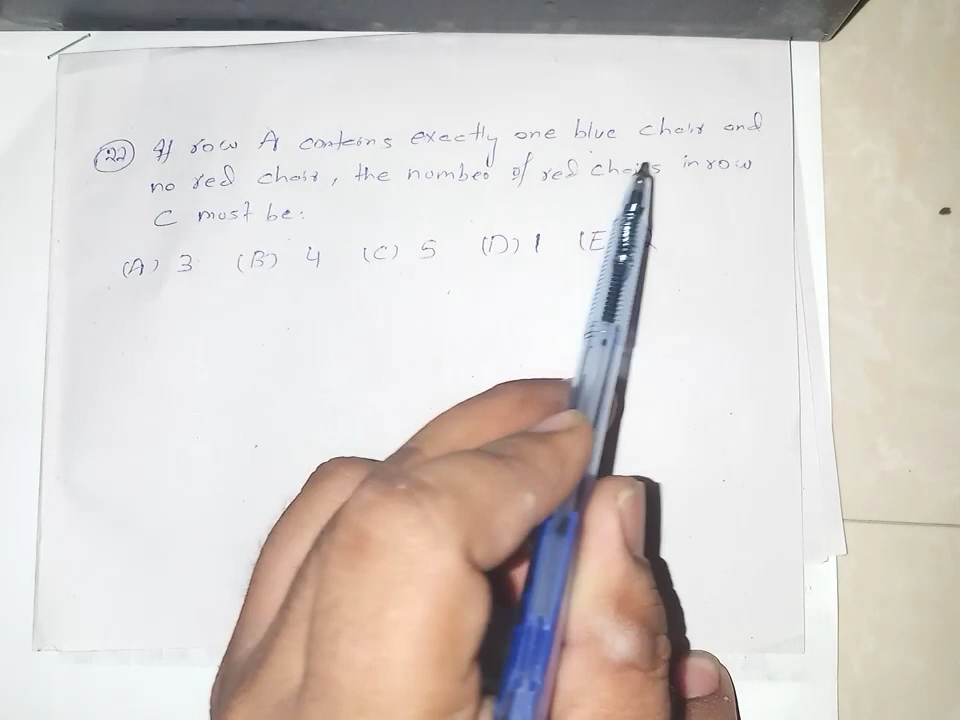 (22) If row A contains exactly one blue chair and
no red chair, the number of red chairs in row
C must be:
(A) 3 (B) 4 (C) 5 (D) 1 (E